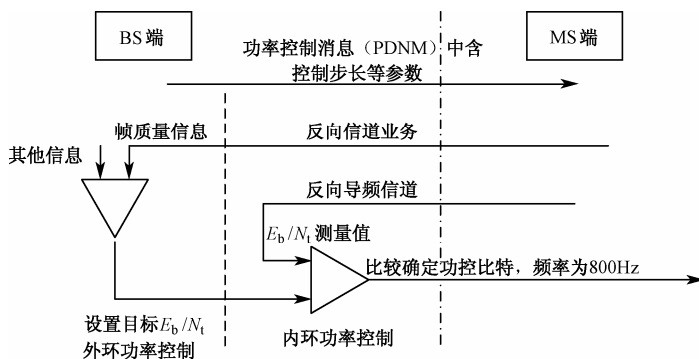 BS端
MS端
功率控制消息（PDNM）中含
控制步长等参数
帧质量信息
反向信道业务
其他信息
反向导频信道
Eb/Nt 测量值
比较确定功控比特，频率为800Hz
设置目标Eb/Nt
外环功率控制
内环功率控制